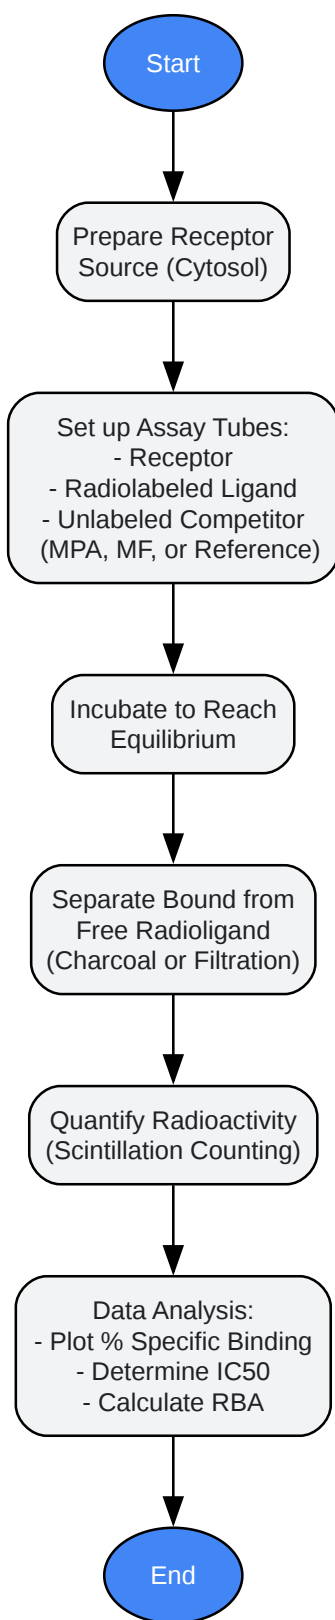 Start
Prepare Receptor
Source (Cytosol)
Set up Assay Tubes:
- Receptor
- Radiolabeled Ligand
- Unlabeled Competitor
(MPA, MF, or Reference)
Incubate to Reach
Equilibrium
Separate Bound from
Free Radioligand
(Charcoal or Filtration)
Quantify Radioactivity
(Scintillation Counting)
Data Analysis:
- Plot % Specific Binding
- Determine IC50
- Calculate RBA
End